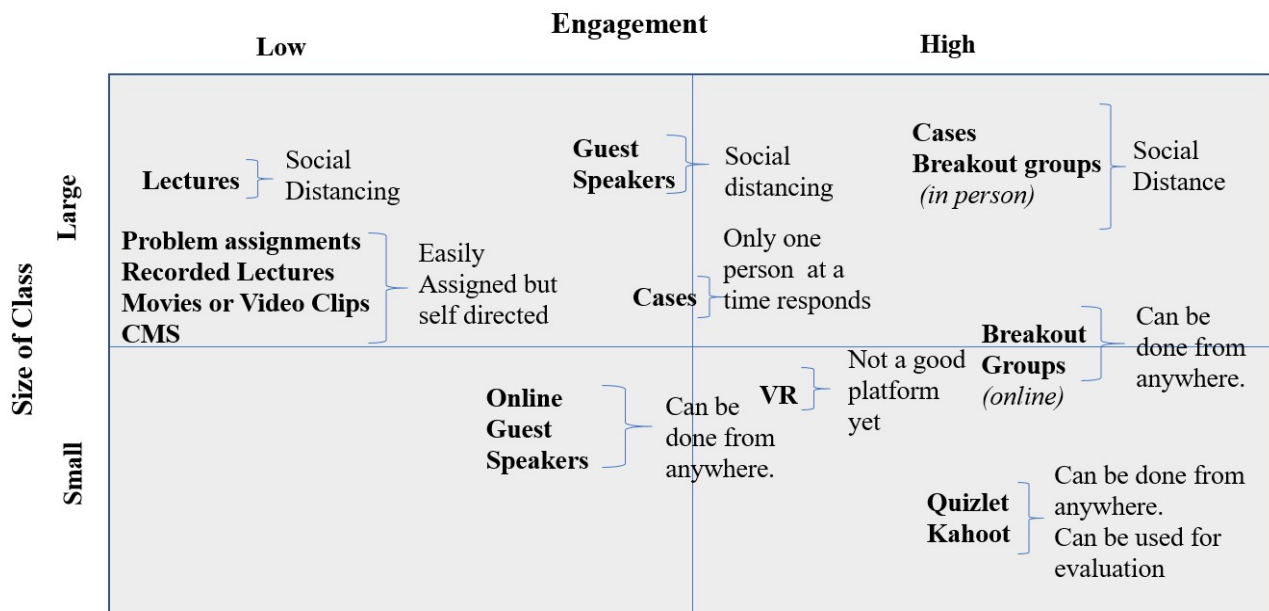 Engagement
Low
High
Size of Class
Large
Small
Lectures
Social
Distancing
Guest
Speakers
Social
distancing
Cases
Breakout groups
(in person)
Social
Distance
Problem assignments
Recorded Lectures
Movies or Video Clips
CMS
Easily
Assigned but
self directed
Cases
Only one
person at a
time responds
Breakout
Groups
(online)
Can be
done from
anywhere.
Online
Guest
Speakers
Can be
done from
anywhere.
VR
Not a good
platform
yet
Quizlet
Kahoot
Can be done from
anywhere.
Can be used for
evaluation